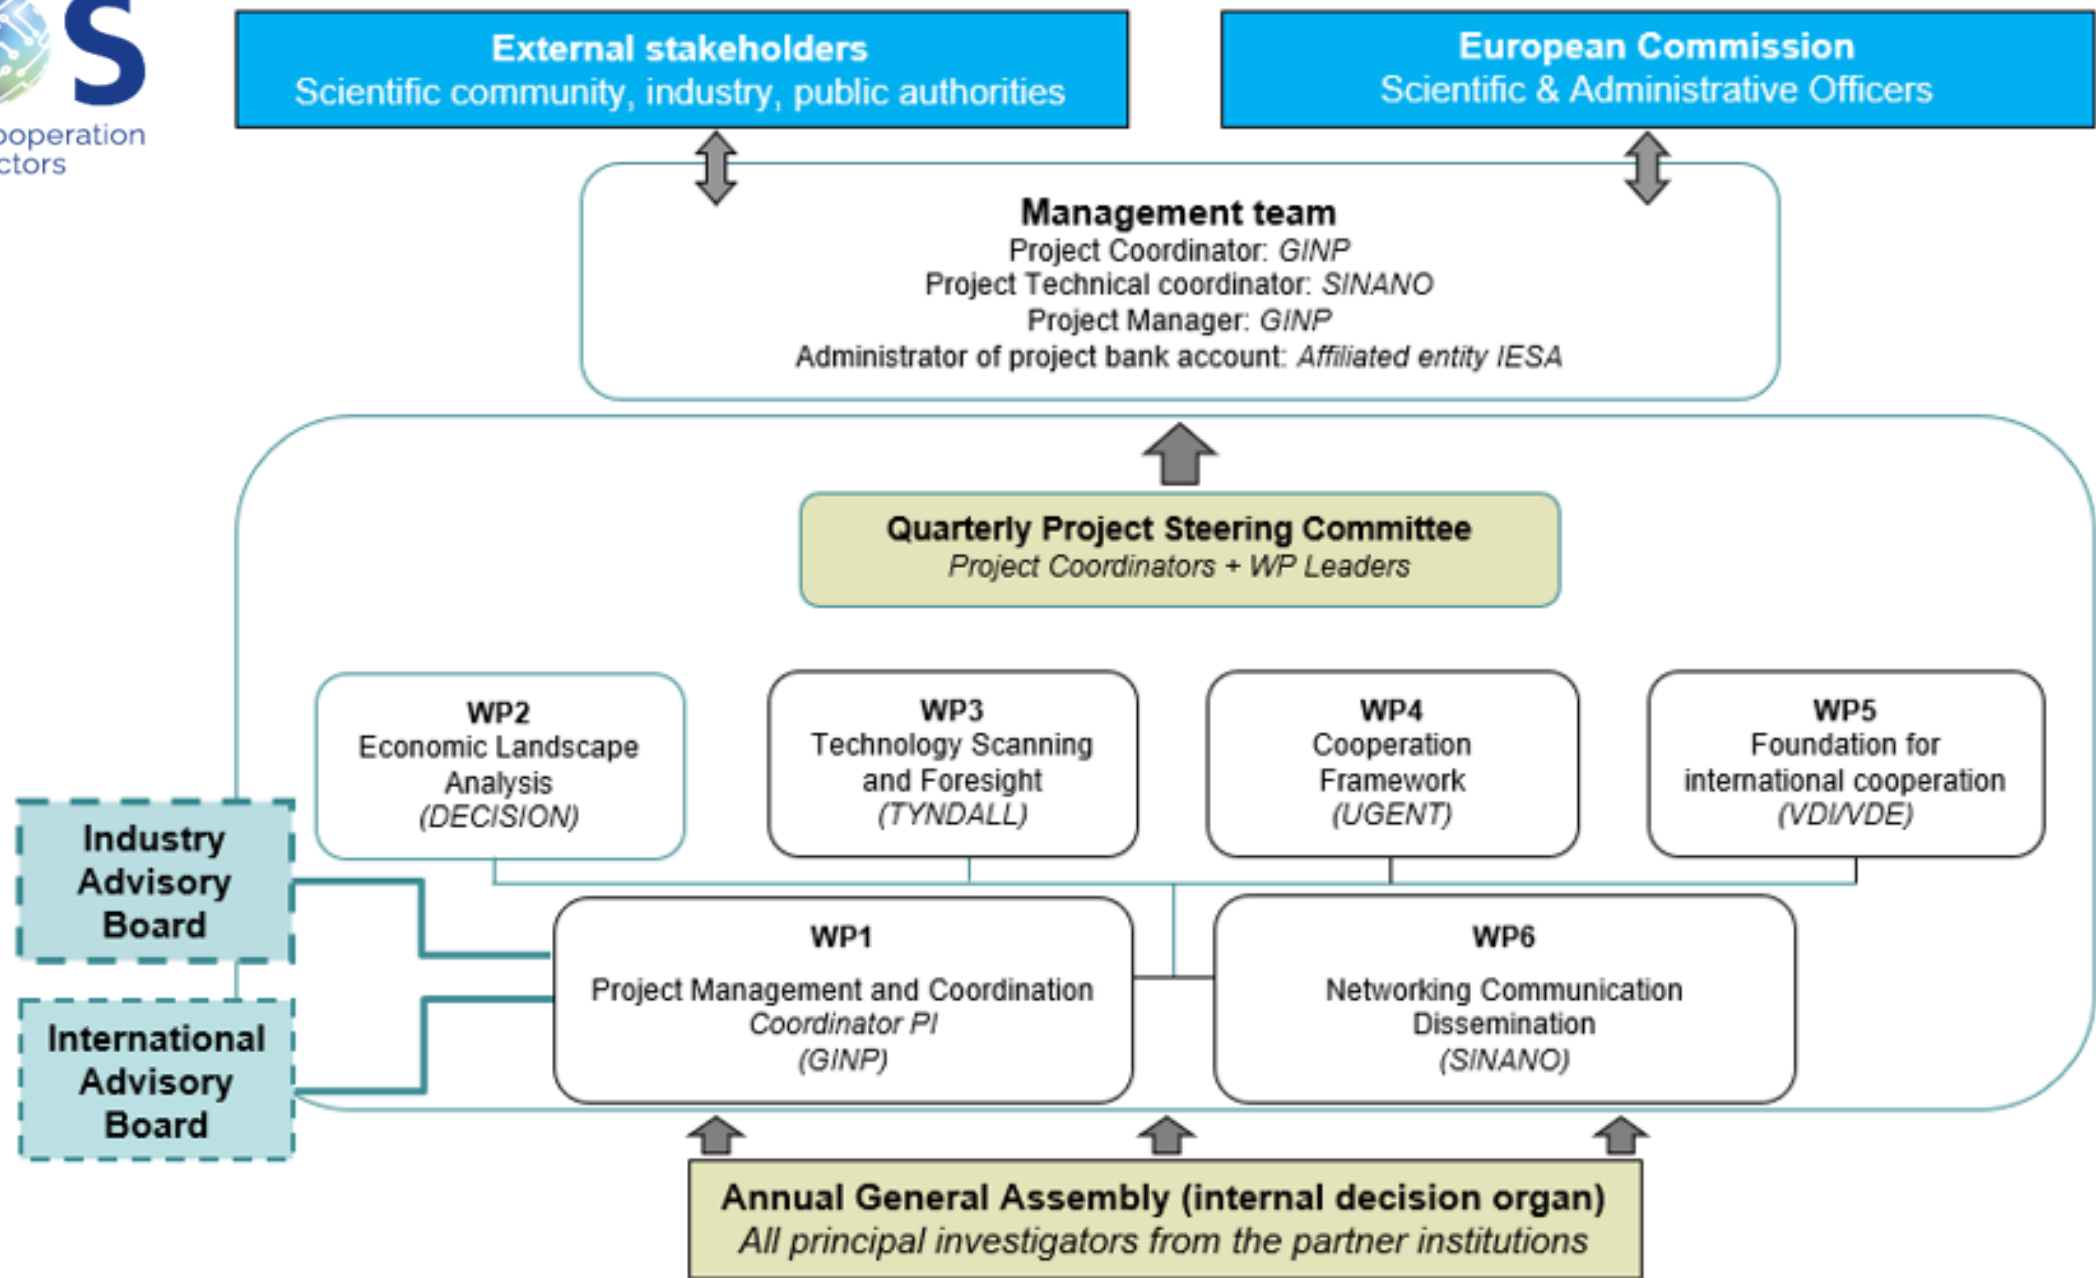 S
ooperation
ctors
External stakeholders
Scientific community, industry, public authorities
European Commission
Scientific & Administrative Officers
Management team
Project Coordinator: GINP
Project Technical coordinator: SINANO
Project Manager: GINP
Administrator of project bank account: Affiliated entity IESA
Quarterly Project Steering Committee
Project Coordinators + WP Leaders
WP2
Economic Landscape
Analysis
(DECISION)
WP3
Technology Scanning
and Foresight
(TYNDALL)
WP4
Cooperation
Framework
(UGENT)
WP5
Foundation for
international cooperation
(VDI/VDE)
Industry
Advisory
Board
International
Advisory
Board
WP1
Project Management and Coordination
Coordinator PI
(GINP)
WP6
Networking Communication
Dissemination
(SINANO)
Annual General Assembly (internal decision organ)
All principal investigators from the partner institutions